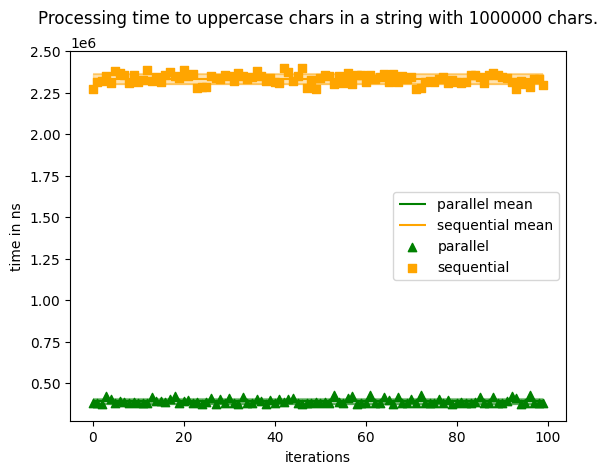 Processing time to uppercase chars in a string with 1000000 chars.
1e6
2.50
2.25
2.00
1.75
1.50
1.25
1.00
0.75
0.50
time in ns
parallel mean
sequential mean
parallel
sequential
0 20 40 60 80 100
iterations